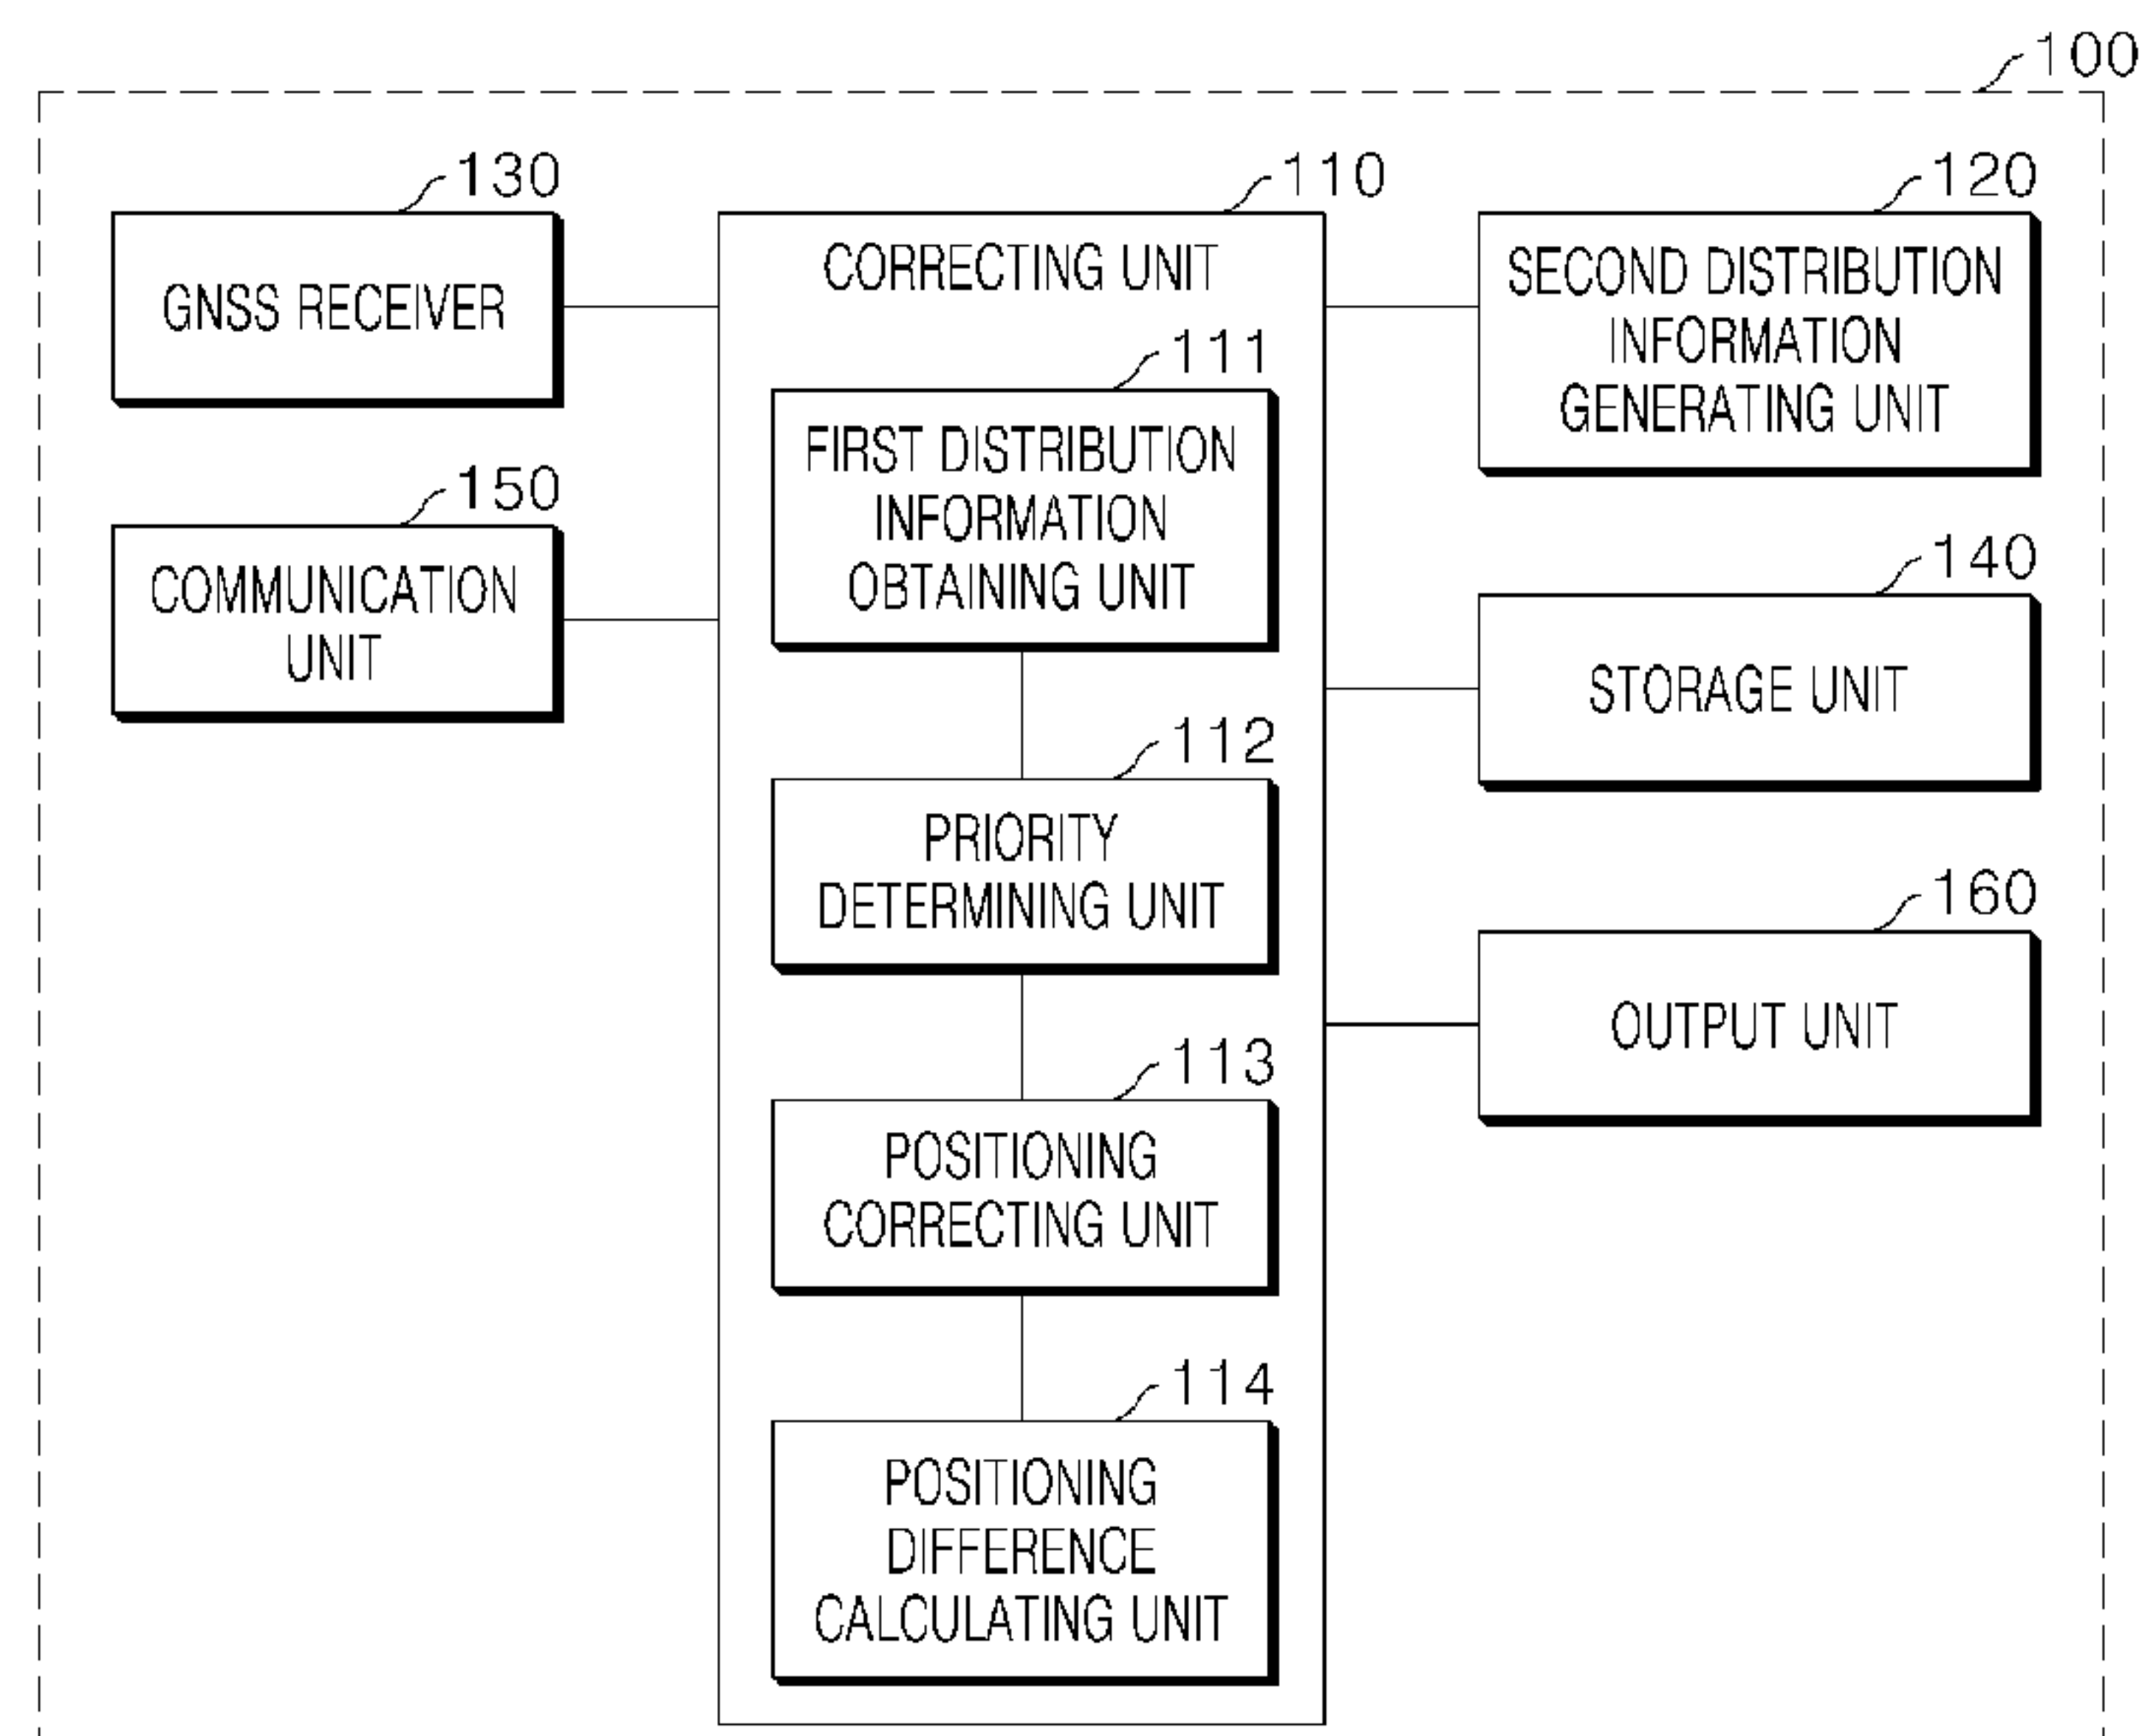 100
130
GNSS RECEIVER
150
COMMUNICATION
UNIT
110
CORRECTING UNIT
111
FIRST DISTRIBUTION
INFORMATION
OBTAINING UNIT
112
PRIORITY
DETERMINING UNIT
113
POSITIONING
CORRECTING UNIT
114
POSITIONING
DIFFERENCE
CALCULATING UNIT
120
SECOND DISTRIBUTION
INFORMATION
GENERATING UNIT
140
STORAGE UNIT
160
OUTPUT UNIT